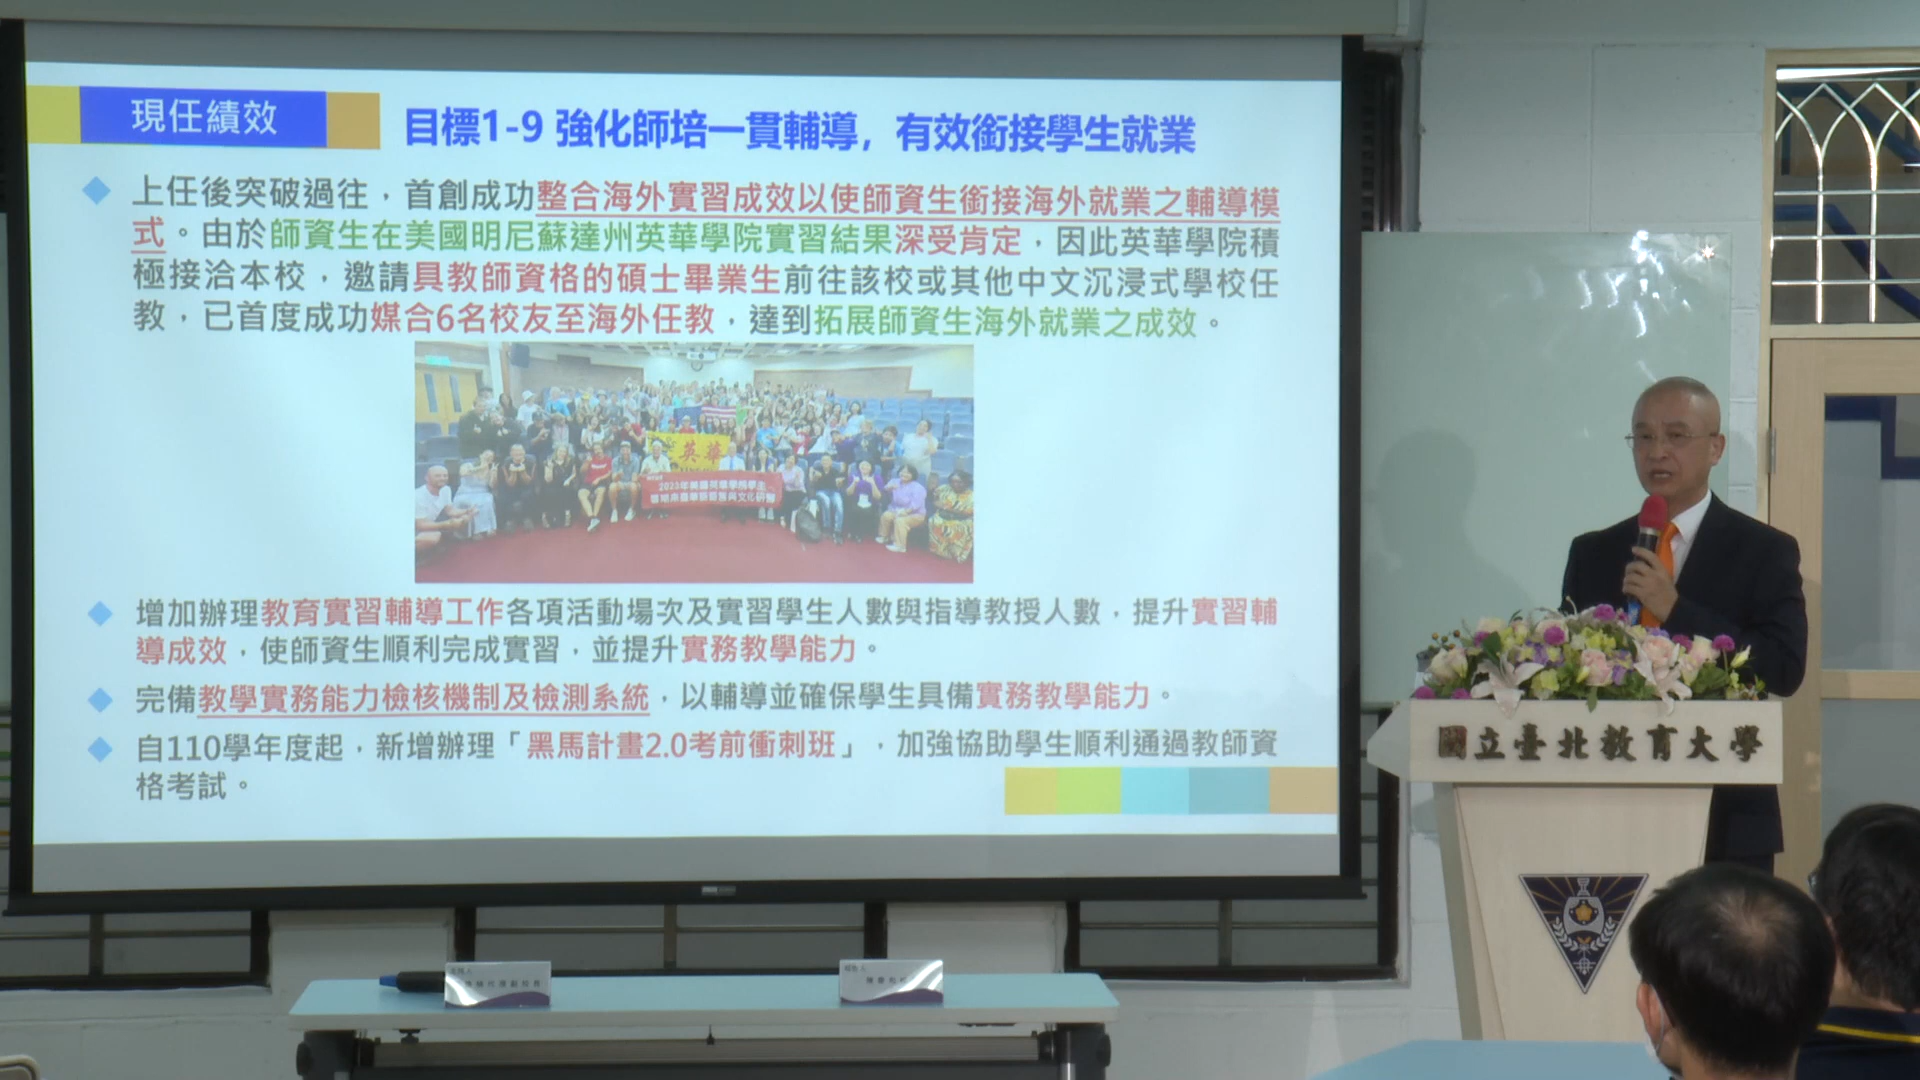 現任績效
目標1-9 強化師培一貫輔導，有效銜接學生就業
上任後突破過往，首創成功整合海外實習成效以使師資生銜接海外就業之輔導模
式。由於師資生在美國明尼蘇達州英華學院實習結果深受肯定，因此英華學院積
極接洽本校，邀請具教師資格的碩士畢業生前往該校或其他中文沉浸式學校任
教，已首度成功媒合6名校友至海外任教，達到拓展師資生海外就業之成效。
英華
2023年美國英華學院學生
增加辦理教育實習輔導工作各項活動場次及實習學生人數與指導教授人數，提升實習輔
導成效，使師資生順利完成實習，並提升實務教學能力。
完備教學實務能力檢核機制及檢測系統，以輔導並確保學生具備實務教學能力。
自110學年度起，新增辦理「黑馬計畫2.0考前衝刺班」，加強協助學生順利通過教師資
格考試。
國立臺北教育大學